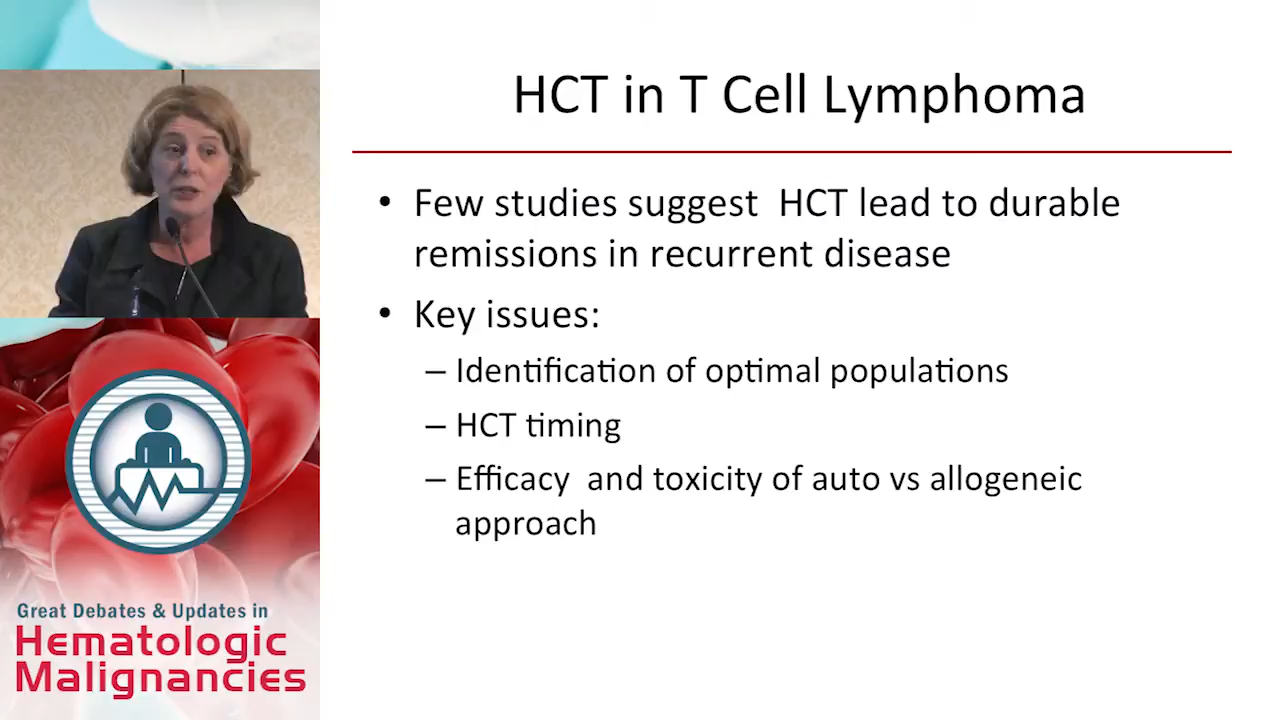 HCT in T Cell Lymphoma
• Few studies suggest  HCT lead to durable
remissions in recurrent disease
• Key issues:
– Identification of optimal populations
– HCT timing
– Efficacy  and toxicity of auto vs allogeneic
approach
Great Debates & Updates in
Hematologic
Malignancies